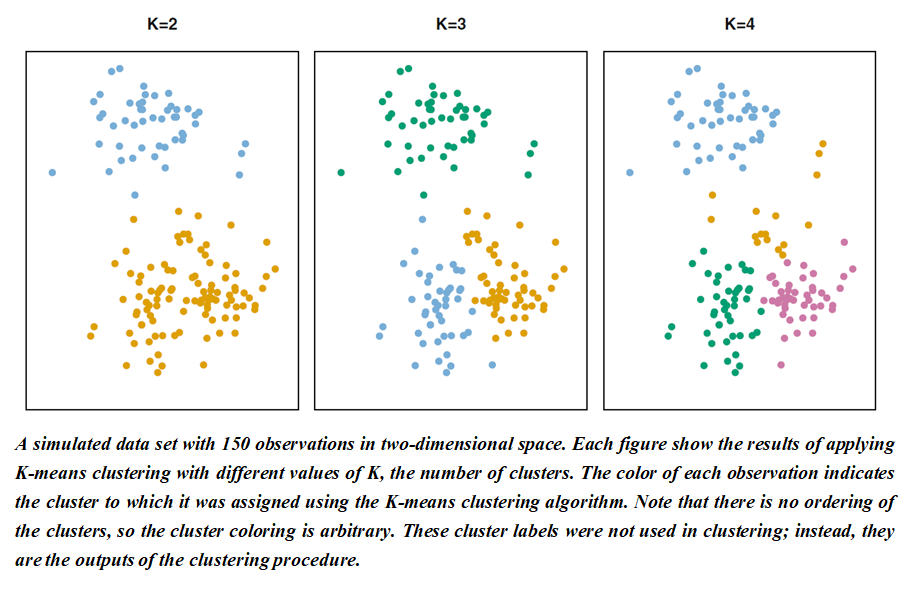 K=2 K=3 K=4
A simulated data set with 150 observations in two-dimensional space. Each figure show the results of applying
K-means clustering with different values of K, the number of clusters. The color of each observation indicates
the cluster to which it was assigned using the K-means clustering algorithm. Note that there is no ordering of
the clusters, so the cluster coloring is arbitrary. These cluster labels were not used in clustering; instead, they
are the outputs of the clustering procedure.